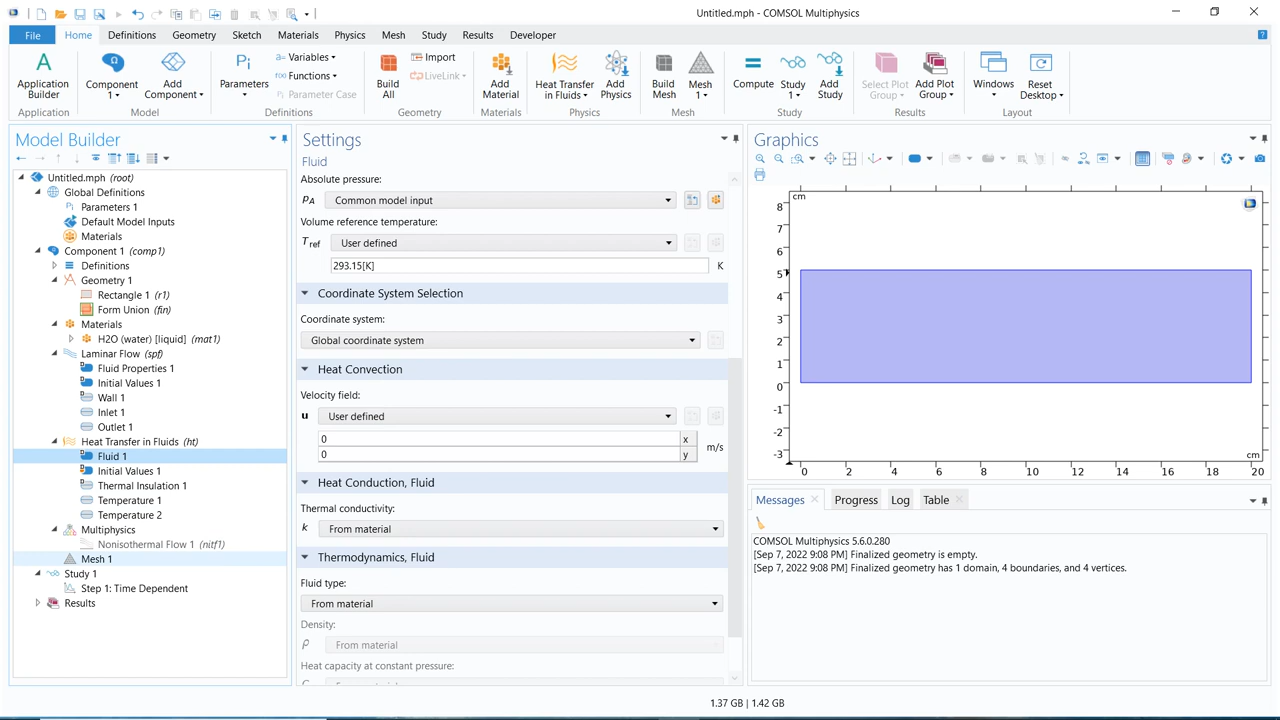 Untitled.mph - COMSOL Multiphysics
File Home Definitions Geometry Sketch Materials Physics Mesh Study Results Developer
Application Builder
Component 1
Add Component
Pi
Parameters
a= Variables
f(x) Functions
Pi Parameter Case
Build All
Import
LiveLink
Add Material
Heat Transfer in Fluids
Add Physics
Build Mesh
Mesh 1
Compute
Study 1
Add Study
Select Plot Group
Add Plot Group
Windows
Reset Desktop
Application Model Definitions Geometry Materials Physics Mesh Study Results Layout
Model Builder
Untitled.mph (root)
Global Definitions
Pi Parameters 1
Default Model Inputs
Materials
Component 1 (comp1)
Definitions
Geometry 1
Rectangle 1 (r1)
Form Union (fin)
Materials
H2O (water) [liquid] (mat1)
Laminar Flow (spf)
Fluid Properties 1
Initial Values 1
Wall 1
Inlet 1
Outlet 1
Heat Transfer in Fluids (ht)
Fluid 1
Initial Values 1
Thermal Insulation 1
Temperature 1
Temperature 2
Multiphysics
Nonisothermal Flow 1 (nitf1)
Mesh 1
Study 1
Step 1: Time Dependent
Results
Settings
Fluid
Absolute pressure:
pA Common model input
Volume reference temperature:
Tref User defined
293.15[K] K
Coordinate System Selection
Coordinate system:
Global coordinate system
Heat Convection
Velocity field:
u User defined
0 x
0 y
m/s
Heat Conduction, Fluid
Thermal conductivity:
k From material
Thermodynamics, Fluid
Fluid type:
From material
Density:
ρ From material
Heat capacity at constant pressure:
Graphics
cm
8
7
6
5
4
3
2
1
0
-1
-2
-3
cm
0 2 4 6 8 10 12 14 16 18 20
Messages Progress Log Table
COMSOL Multiphysics 5.6.0.280
[Sep 7, 2022 9:08 PM] Finalized geometry is empty.
[Sep 7, 2022 9:08 PM] Finalized geometry has 1 domain, 4 boundaries, and 4 vertices.
1.37 GB | 1.42 GB